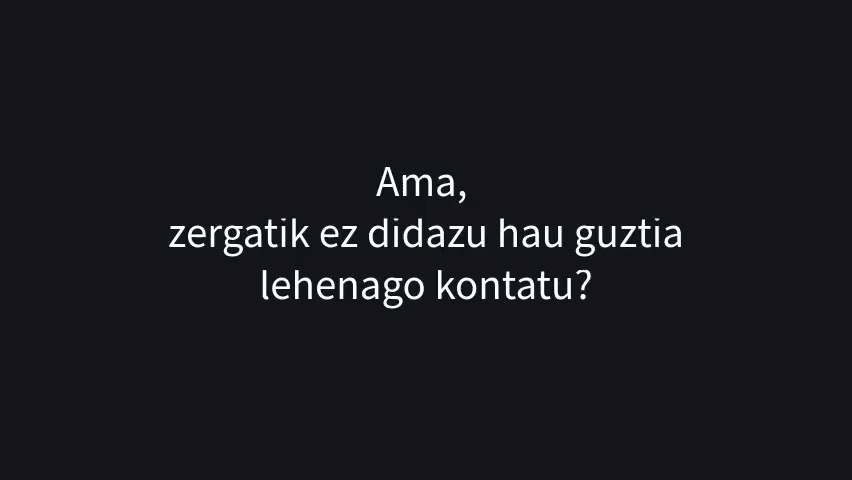 Ama,
zergatik ez didazu hau guztia
lehenago kontatu?